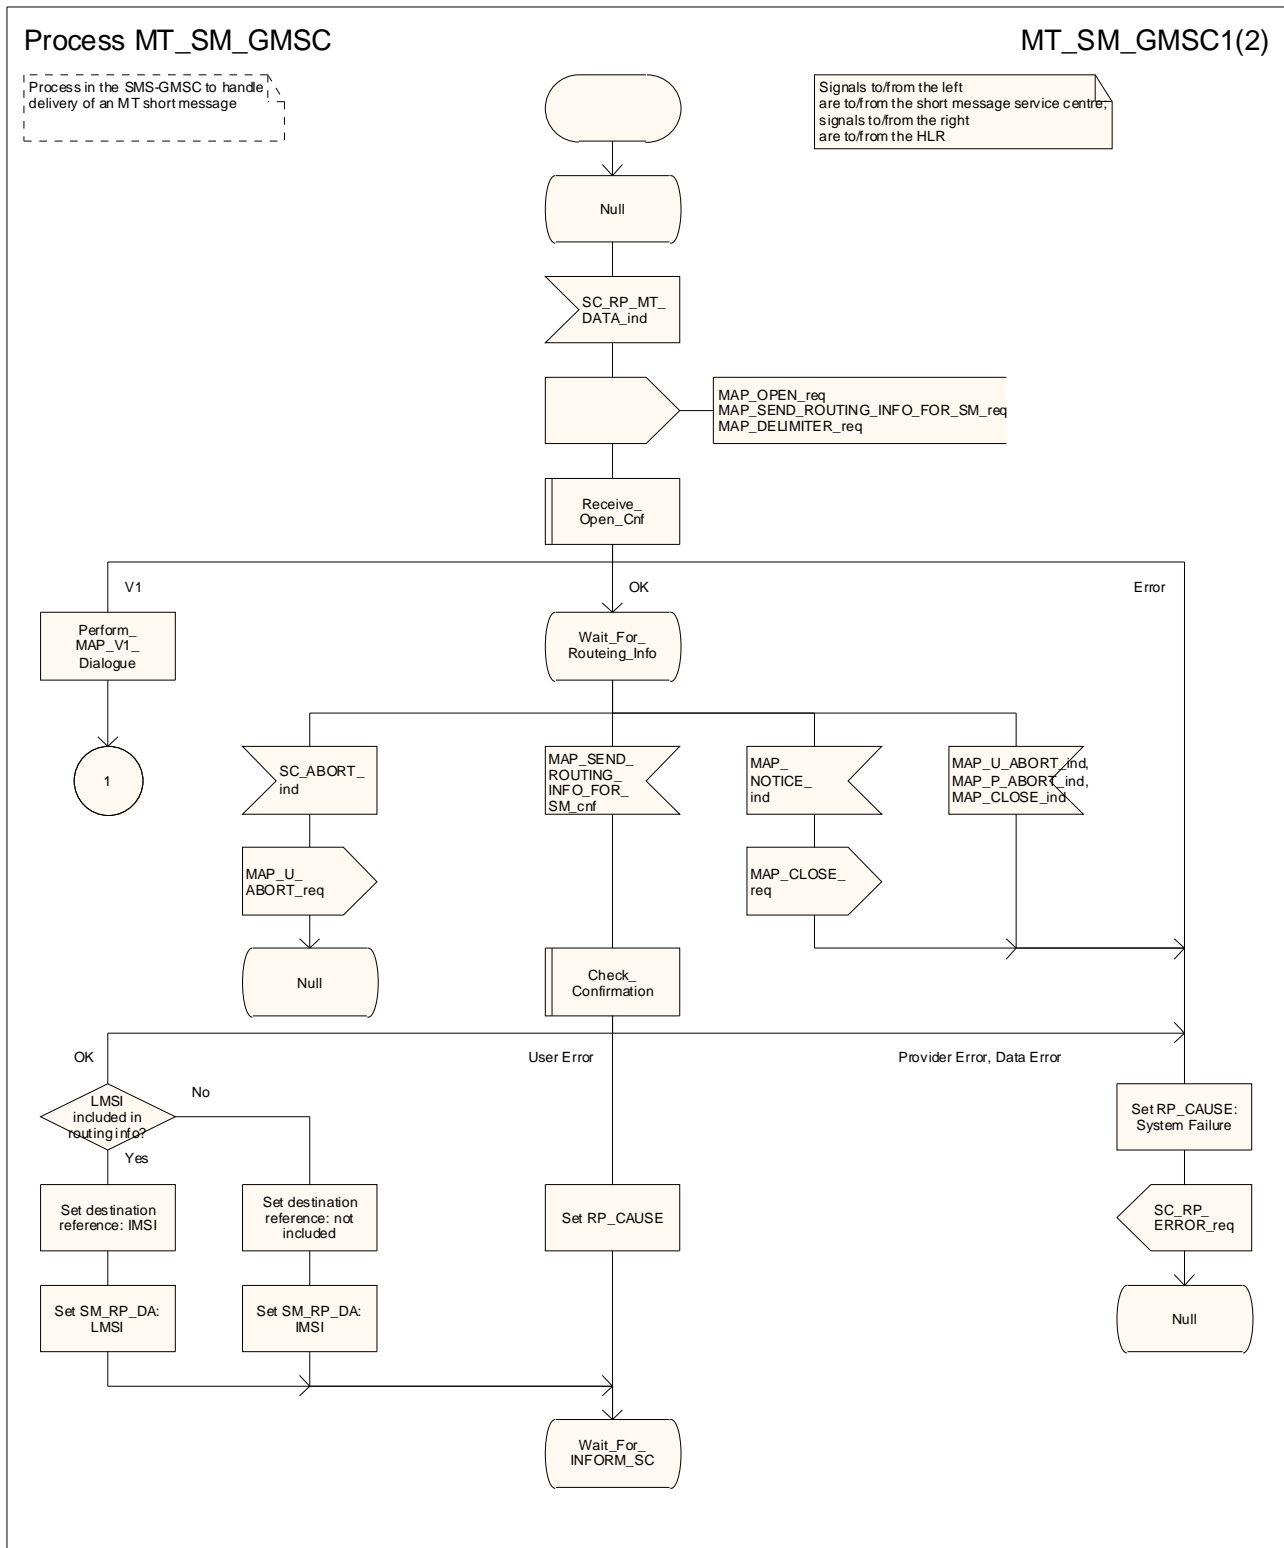 Process MT_SM_GMSC
MT_SM_GMSC1(2)
Process in the SMS-GMSC to handle
delivery of an MT short message
Signals to/from the left
are to/from the short message service centre;
signals to/from the right
are to/from the HLR
Null
SC_RP_MT_
DATA_ind
MAP_OPEN_req
MAP_SEND_ROUTING_INFO_FOR_SM_req
MAP_DELIMITER_req
Receive_
Open_Cnf
V1
OK
Error
Perform_
MAP_V1_
Dialogue
Wait_For_
Routeing_Info
1
SC_ABORT_
ind
MAP_SEND_
ROUTING_
INFO_FOR_
SM_cnf
MAP_
NOTICE_
ind
MAP_U_ABORT_ind,
MAP_P_ABORT_ind,
MAP_CLOSE_ind
MAP_U_
ABORT_req
MAP_CLOSE_
req
Null
Check_
Confirmation
OK
User Error
Provider Error, Data Error
LMSI
included in
routing info?
No
Yes
Set RP_CAUSE:
System Failure
Set destination
reference: IMSI
Set destination
reference: not
included
Set RP_CAUSE
SC_RP_
ERROR_req
Set SM_RP_DA:
LMSI
Set SM_RP_DA:
IMSI
Null
Wait_For_
INFORM_SC